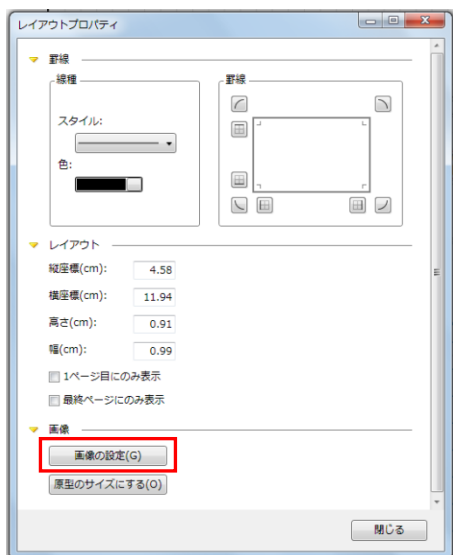 レイアウトプロパティ
罫線
線種
罫線
スタイル:
色:
レイアウト
縦座標(cm): 4.58
横座標(cm): 11.94
高さ(cm): 0.91
幅(cm): 0.99
1ページ目にのみ表示
最終ページにのみ表示
画像
画像の設定(G)
原型のサイズにする(O)
閉じる